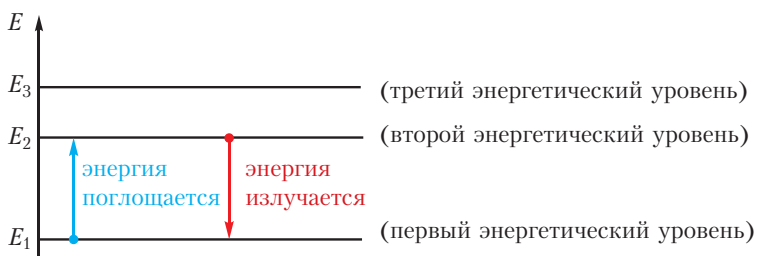 E
E₃ (третий энергетический уровень)
E₂ (второй энергетический уровень)
энергия поглощается
энергия излучается
E₁ (первый энергетический уровень)